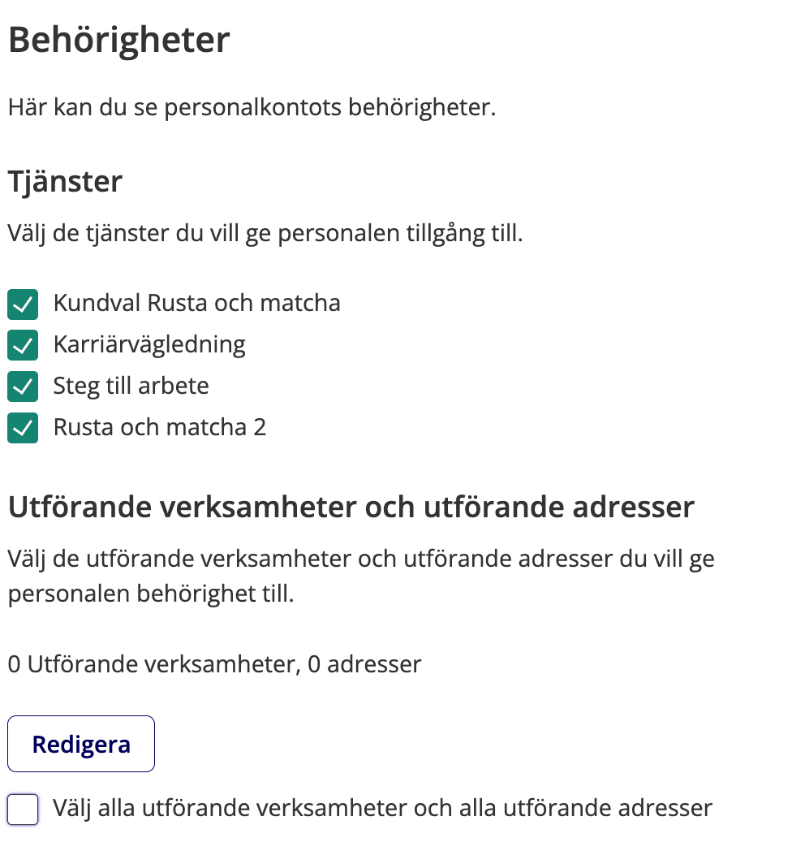 Behörigheter
Här kan du se personalkontots behörigheter.
Tjänster
Välj de tjänster du vill ge personalen tillgång till.
Kundval Rusta och matcha
Karriärvägledning
Steg till arbete
Rusta och matcha 2
Utförande verksamheter och utförande adresser
Välj de utförande verksamheter och utförande adresser du vill ge
personalen behörighet till.
0 Utförande verksamheter, 0 adresser
Redigera
Välj alla utförande verksamheter och alla utförande adresser